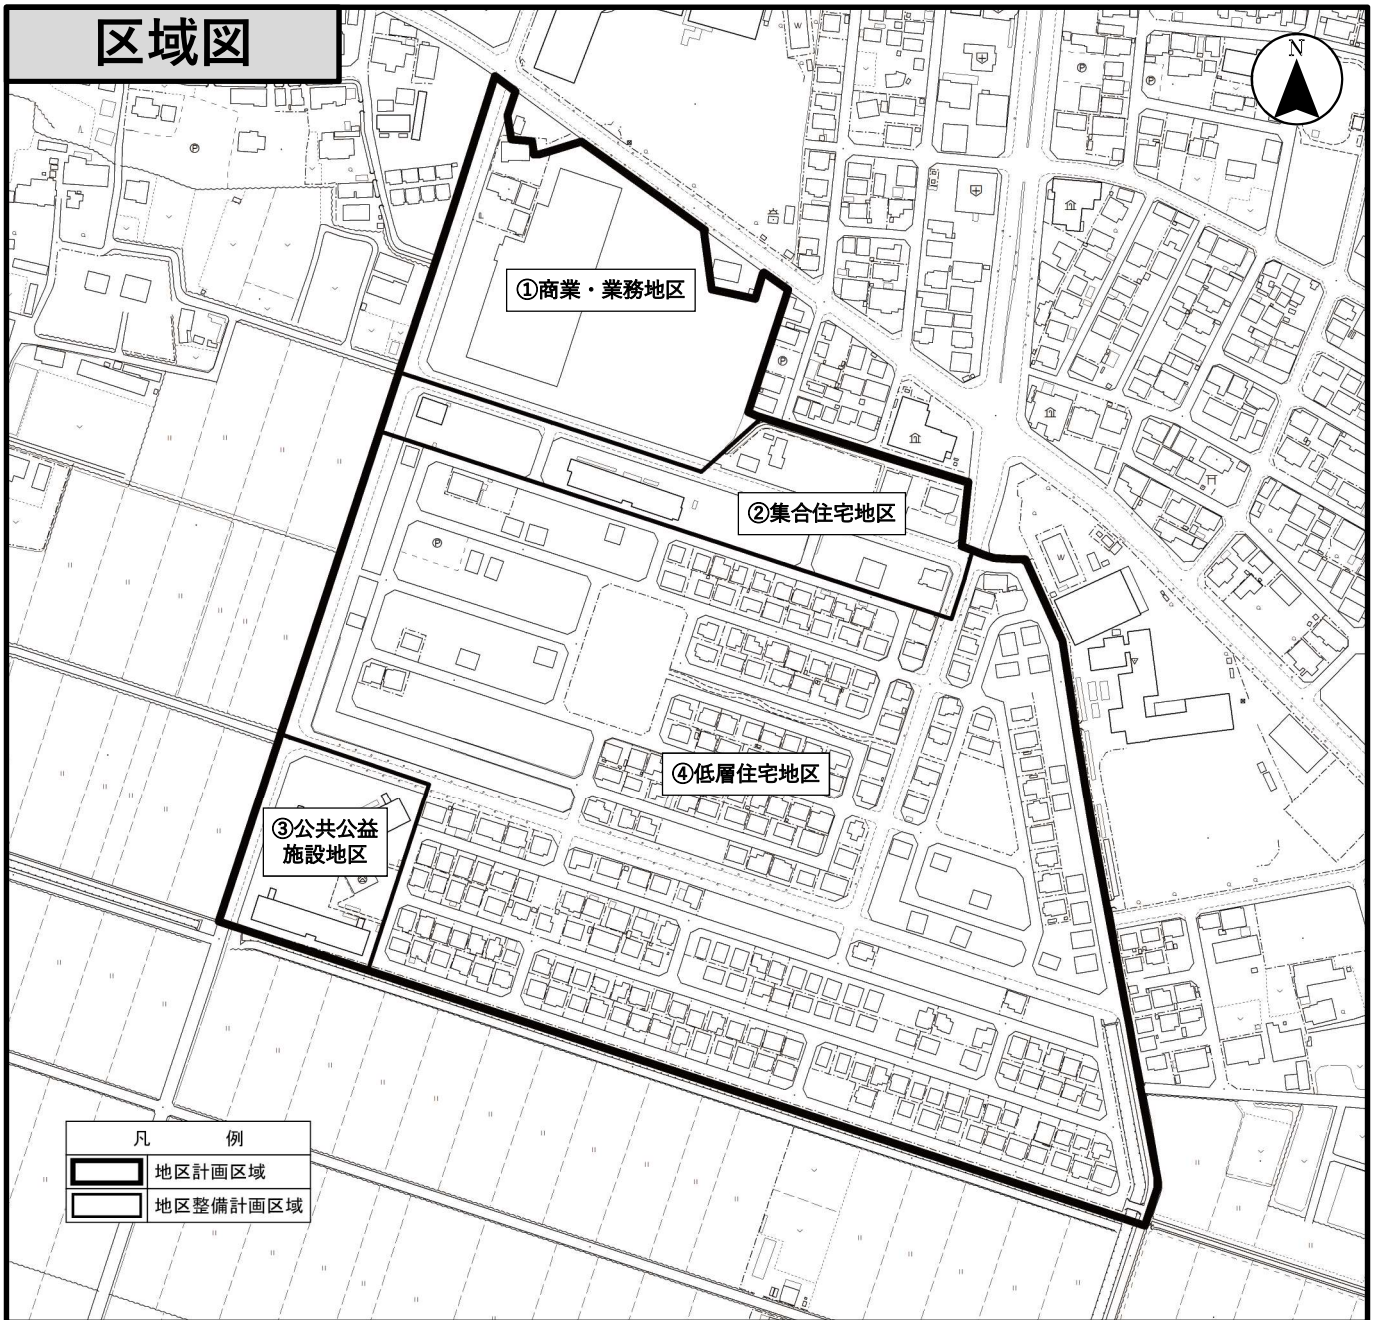 区域図
N
①商業・業務地区
②集合住宅地区
④低層住宅地区
③公共公益
施設地区
凡 例
地区計画区域
地区整備計画区域